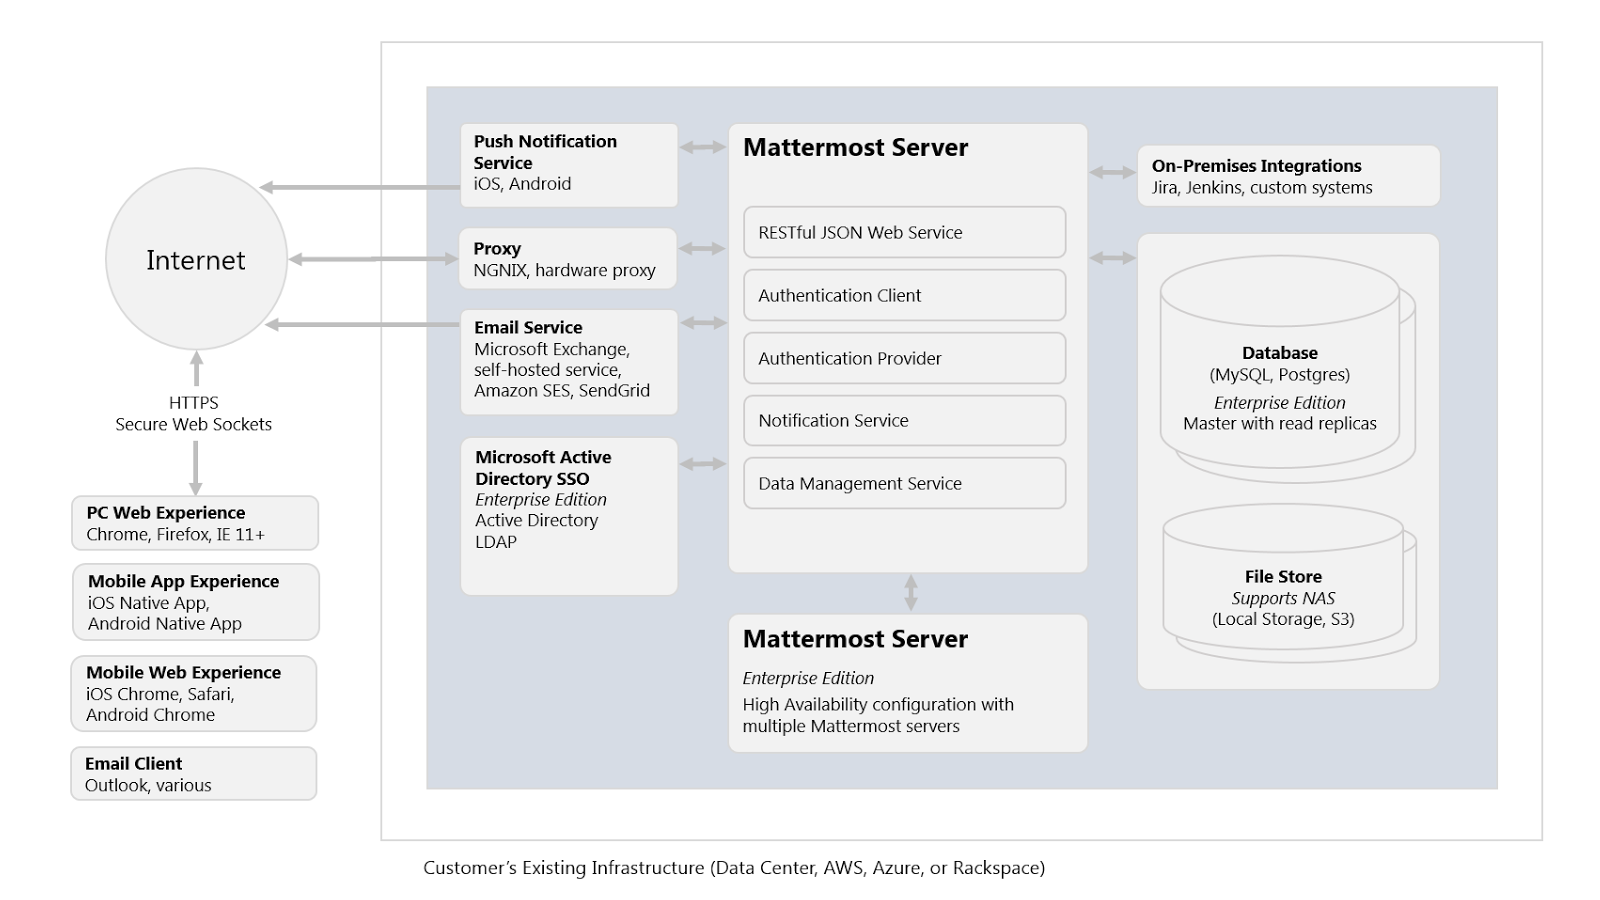 Internet
HTTPS
Secure Web Sockets
PC Web Experience
Chrome, Firefox, IE 11+
Mobile App Experience
iOS Native App,
Android Native App
Mobile Web Experience
iOS Chrome, Safari,
Android Chrome
Email Client
Outlook, various
Push Notification
Service
iOS, Android
Proxy
NGNIX, hardware proxy
Email Service
Microsoft Exchange,
self-hosted service,
Amazon SES, SendGrid
Microsoft Active
Directory SSO
Enterprise Edition
Active Directory
LDAP
Mattermost Server
RESTful JSON Web Service
Authentication Client
Authentication Provider
Notification Service
Data Management Service
Mattermost Server
Enterprise Edition
High Availability configuration with
multiple Mattermost servers
On-Premises Integrations
Jira, Jenkins, custom systems
Database
(MySQL, Postgres)
Enterprise Edition
Master with read replicas
File Store
Supports NAS
(Local Storage, S3)
Customer’s Existing Infrastructure (Data Center, AWS, Azure, or Rackspace)